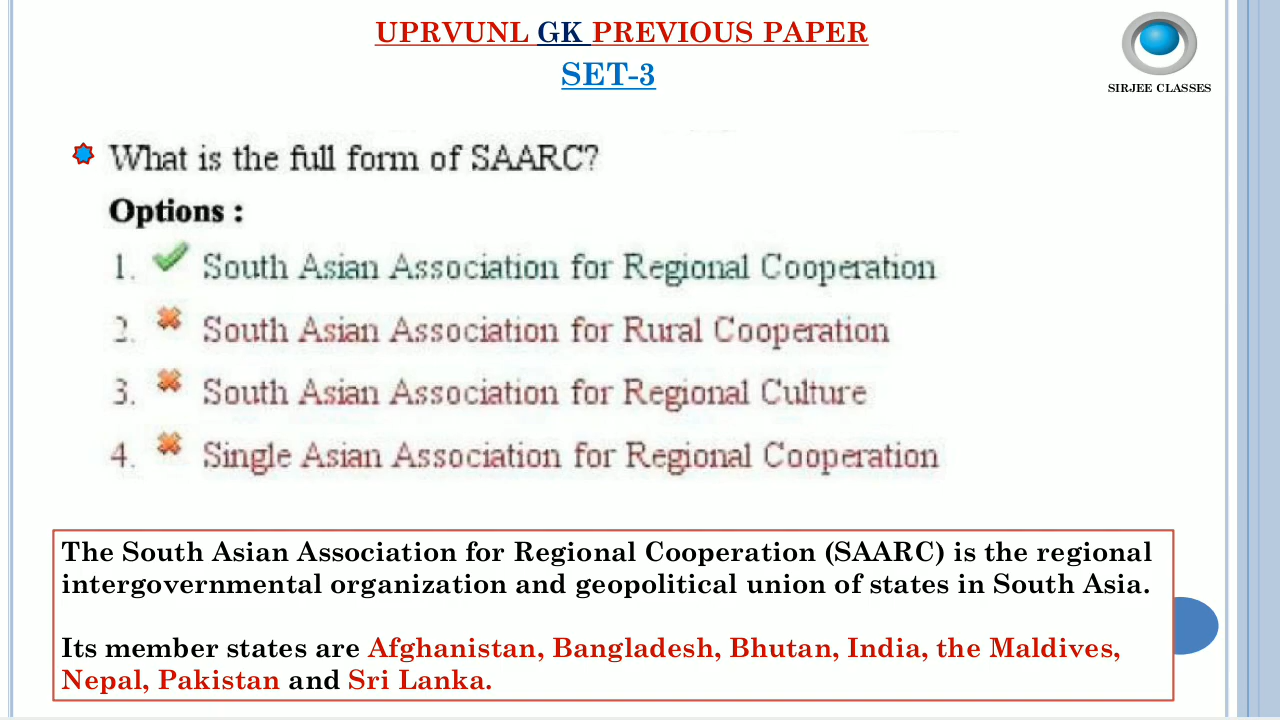 UPRVUNL GK PREVIOUS PAPER
SET-3
SIRJEE CLASSES
What is the full form of SAARC?
Options :
1. South Asian Association for Regional Cooperation
2. South Asian Association for Rural Cooperation
3. South Asian Association for Regional Culture
4. Single Asian Association for Regional Cooperation
The South Asian Association for Regional Cooperation (SAARC) is the regional
intergovernmental organization and geopolitical union of states in South Asia.
Its member states are Afghanistan, Bangladesh, Bhutan, India, the Maldives,
Nepal, Pakistan and Sri Lanka.